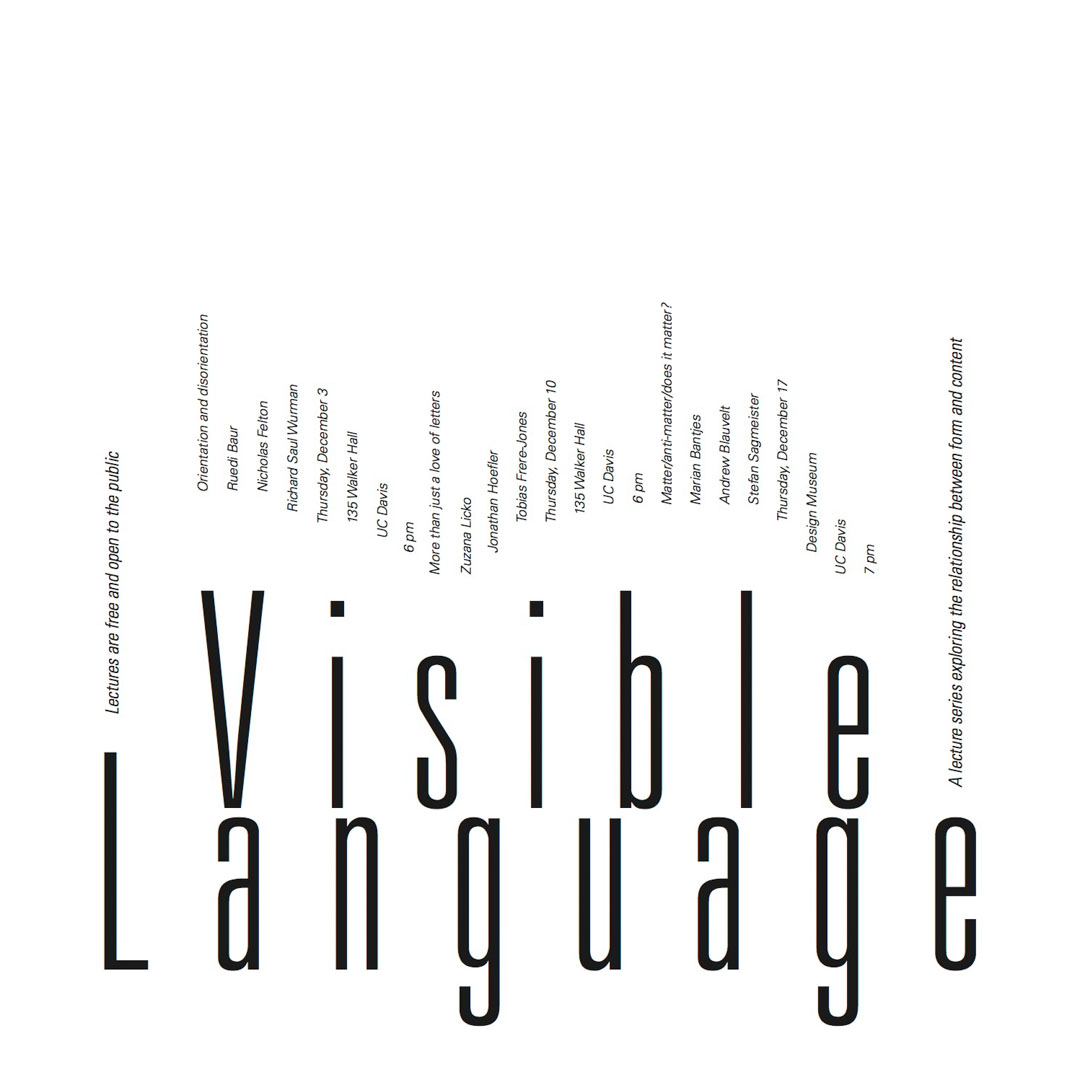 Lectures are free and open to the public
Orientation and disorientation
Ruedi Baur
Nicholas Felton
Richard Saul Wurman
Thursday, December 3
135 Walker Hall
UC Davis
6 pm
More than just a love of letters
Zuzana Licko
Jonathan Hoefler
Tobias Frere-Jones
Thursday, December 10
135 Walker Hall
UC Davis
6 pm
Matter/anti-matter/does it matter?
Marian Bantjes
Andrew Blauvelt
Stefan Sagmeister
Thursday, December 17
Design Museum
UC Davis
7 pm
A lecture series exploring the relationship between form and content
Visible
Language